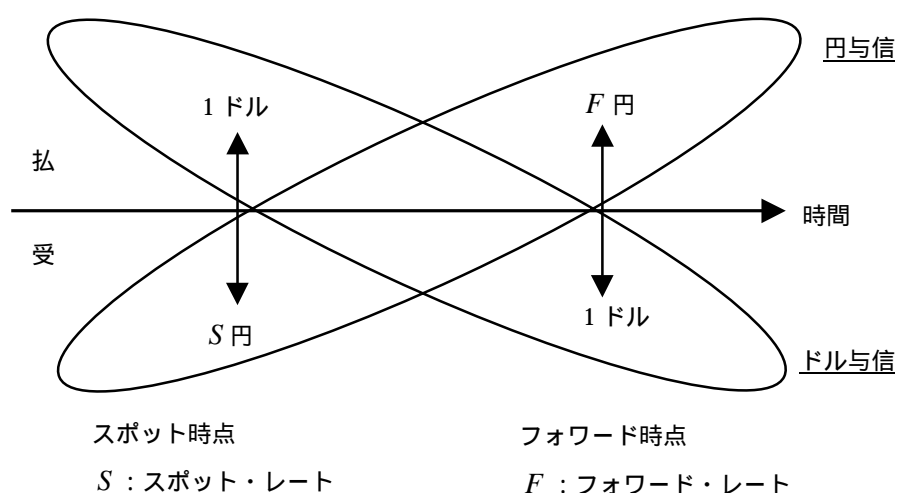 円与信
1 ドル
F 円
払
時間
受
1 ドル
S 円
ドル与信
スポット時点
フォワード時点
S ：スポット・レート
F ：フォワード・レート